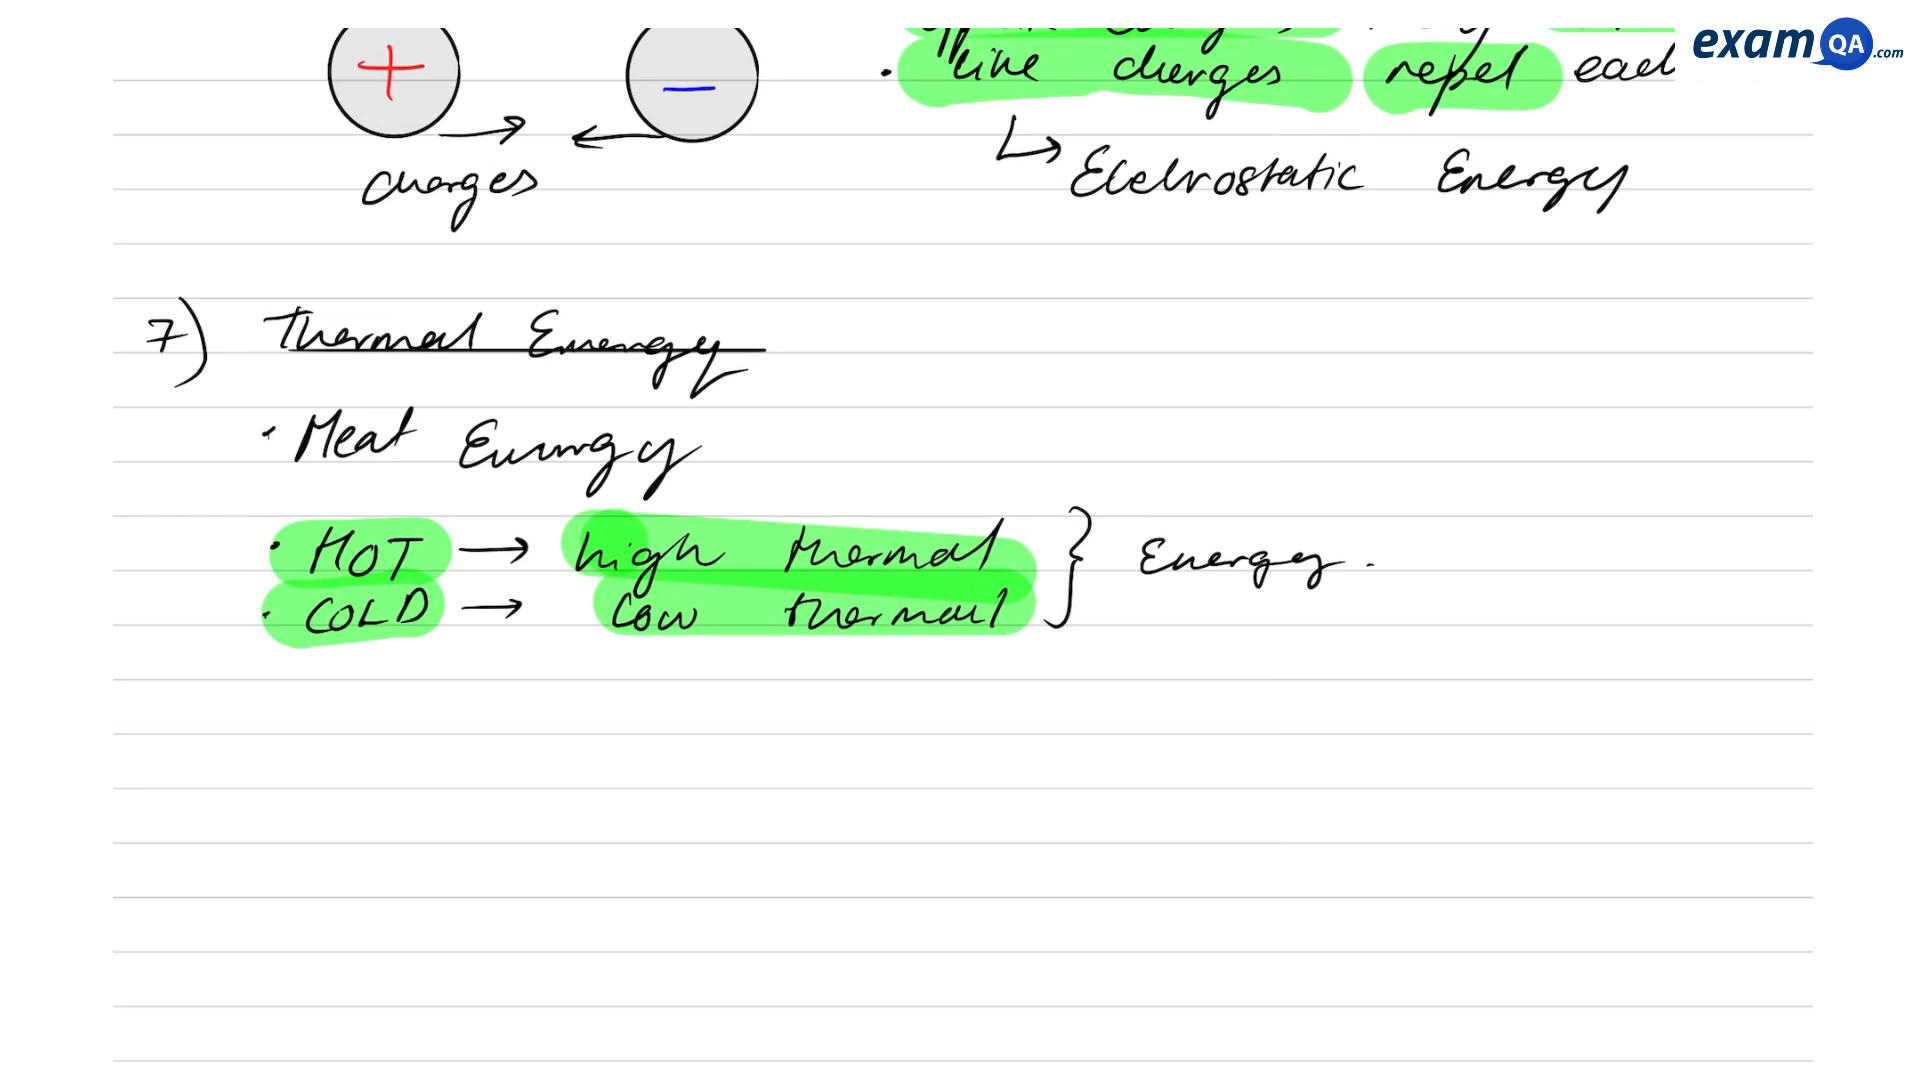 examQA.com
+ −
• like charges repel
↳ Electrostatic Energy
charges
7) Thermal Energy
• Heat Energy
• HOT → high thermal } Energy.
• COLD → Low thermal